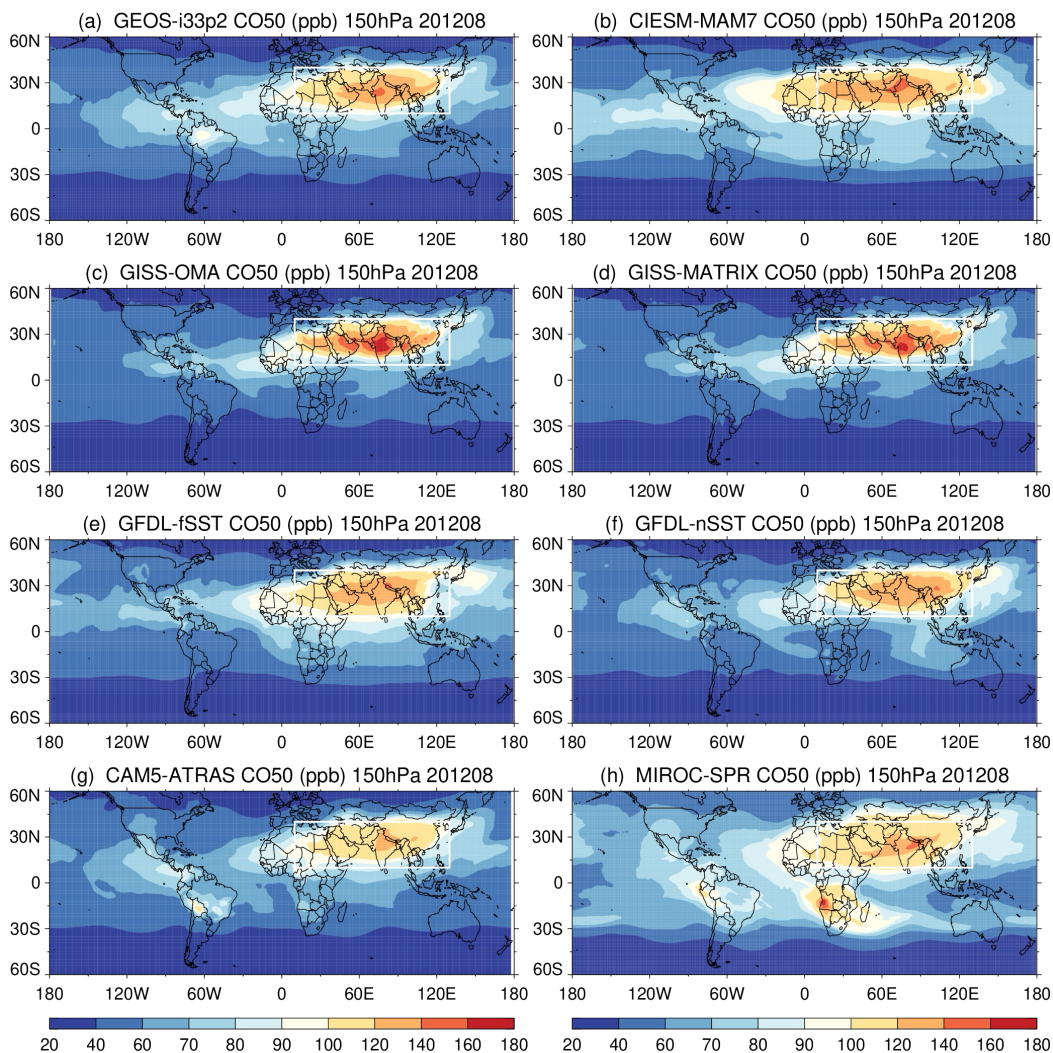 (a) GEOS-i33p2 CO50 (ppb) 150hPa 201208
(b) CIESM-MAM7 CO50 (ppb) 150hPa 201208
60N
60N
30N
30N
0
0
30S
30S
60S
60S
180 120W 60W 0 60E 120E 180
180 120W 60W 0 60E 120E 180
(c) GISS-OMA CO50 (ppb) 150hPa 201208
(d) GISS-MATRIX CO50 (ppb) 150hPa 201208
60N
60N
30N
30N
0
0
30S
30S
60S
60S
180 120W 60W 0 60E 120E 180
180 120W 60W 0 60E 120E 180
(e) GFDL-fSST CO50 (ppb) 150hPa 201208
(f) GFDL-nSST CO50 (ppb) 150hPa 201208
60N
60N
30N
30N
0
0
30S
30S
60S
60S
180 120W 60W 0 60E 120E 180
180 120W 60W 0 60E 120E 180
(g) CAM5-ATRAS CO50 (ppb) 150hPa 201208
(h) MIROC-SPR CO50 (ppb) 150hPa 201208
60N
60N
30N
30N
0
0
30S
30S
60S
60S
180 120W 60W 0 60E 120E 180
180 120W 60W 0 60E 120E 180
20 40 60 70 80 90 100 120 140 160 180
20 40 60 70 80 90 100 120 140 160 180